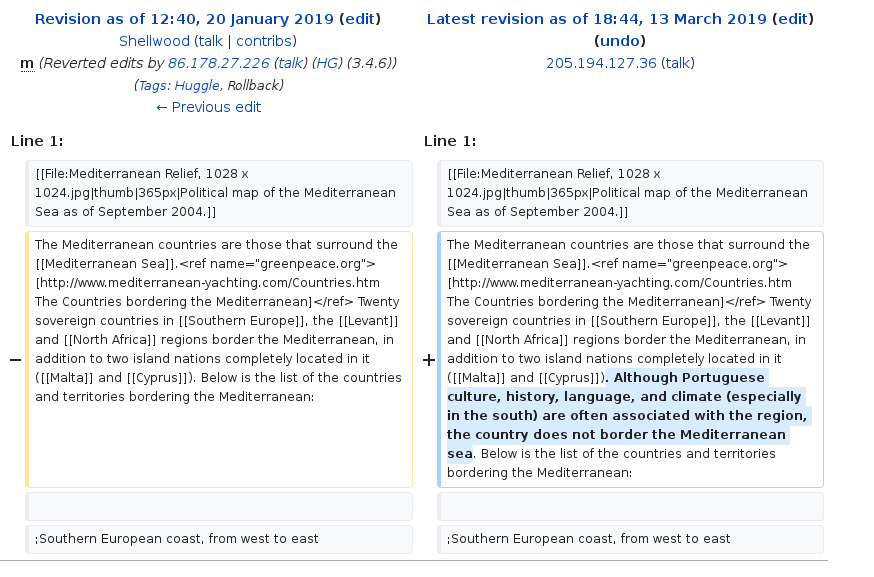 Revision as of 12:40, 20 January 2019 (edit)
Shellwood (talk | contribs)
m (Reverted edits by 86.178.27.226 (talk) (HG) (3.4.6))
(Tags: Huggle, Rollback)
← Previous edit
Latest revision as of 18:44, 13 March 2019 (edit)
(undo)
205.194.127.36 (talk)
Line 1:
[[File:Mediterranean Relief, 1028 x
1024.jpg|thumb|365px|Political map of the Mediterranean
Sea as of September 2004.]]
− The Mediterranean countries are those that surround the
[[Mediterranean Sea]].<ref name="greenpeace.org">
[http://www.mediterranean-yachting.com/Countries.htm
The Countries bordering the Mediterranean]</ref> Twenty
sovereign countries in [[Southern Europe]], the [[Levant]]
and [[North Africa]] regions border the Mediterranean, in
addition to two island nations completely located in it
([[Malta]] and [[Cyprus]]). Below is the list of the countries
and territories bordering the Mediterranean:
;Southern European coast, from west to east
Line 1:
[[File:Mediterranean Relief, 1028 x
1024.jpg|thumb|365px|Political map of the Mediterranean
Sea as of September 2004.]]
+ The Mediterranean countries are those that surround the
[[Mediterranean Sea]].<ref name="greenpeace.org">
[http://www.mediterranean-yachting.com/Countries.htm
The Countries bordering the Mediterranean]</ref> Twenty
sovereign countries in [[Southern Europe]], the [[Levant]]
and [[North Africa]] regions border the Mediterranean, in
addition to two island nations completely located in it
([[Malta]] and [[Cyprus]]). Although Portuguese
culture, history, language, and climate (especially
in the south) are often associated with the region,
the country does not border the Mediterranean
sea. Below is the list of the countries and territories
bordering the Mediterranean:
;Southern European coast, from west to east